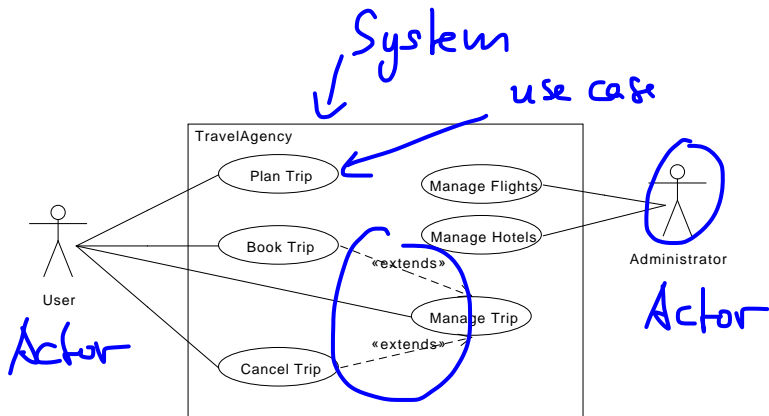 System
use case
TravelAgency
Plan Trip
Manage Flights
Book Trip
Manage Hotels
«extends»
Administrator
User
Manage Trip
Actor
Actor
«extends»
Cancel Trip